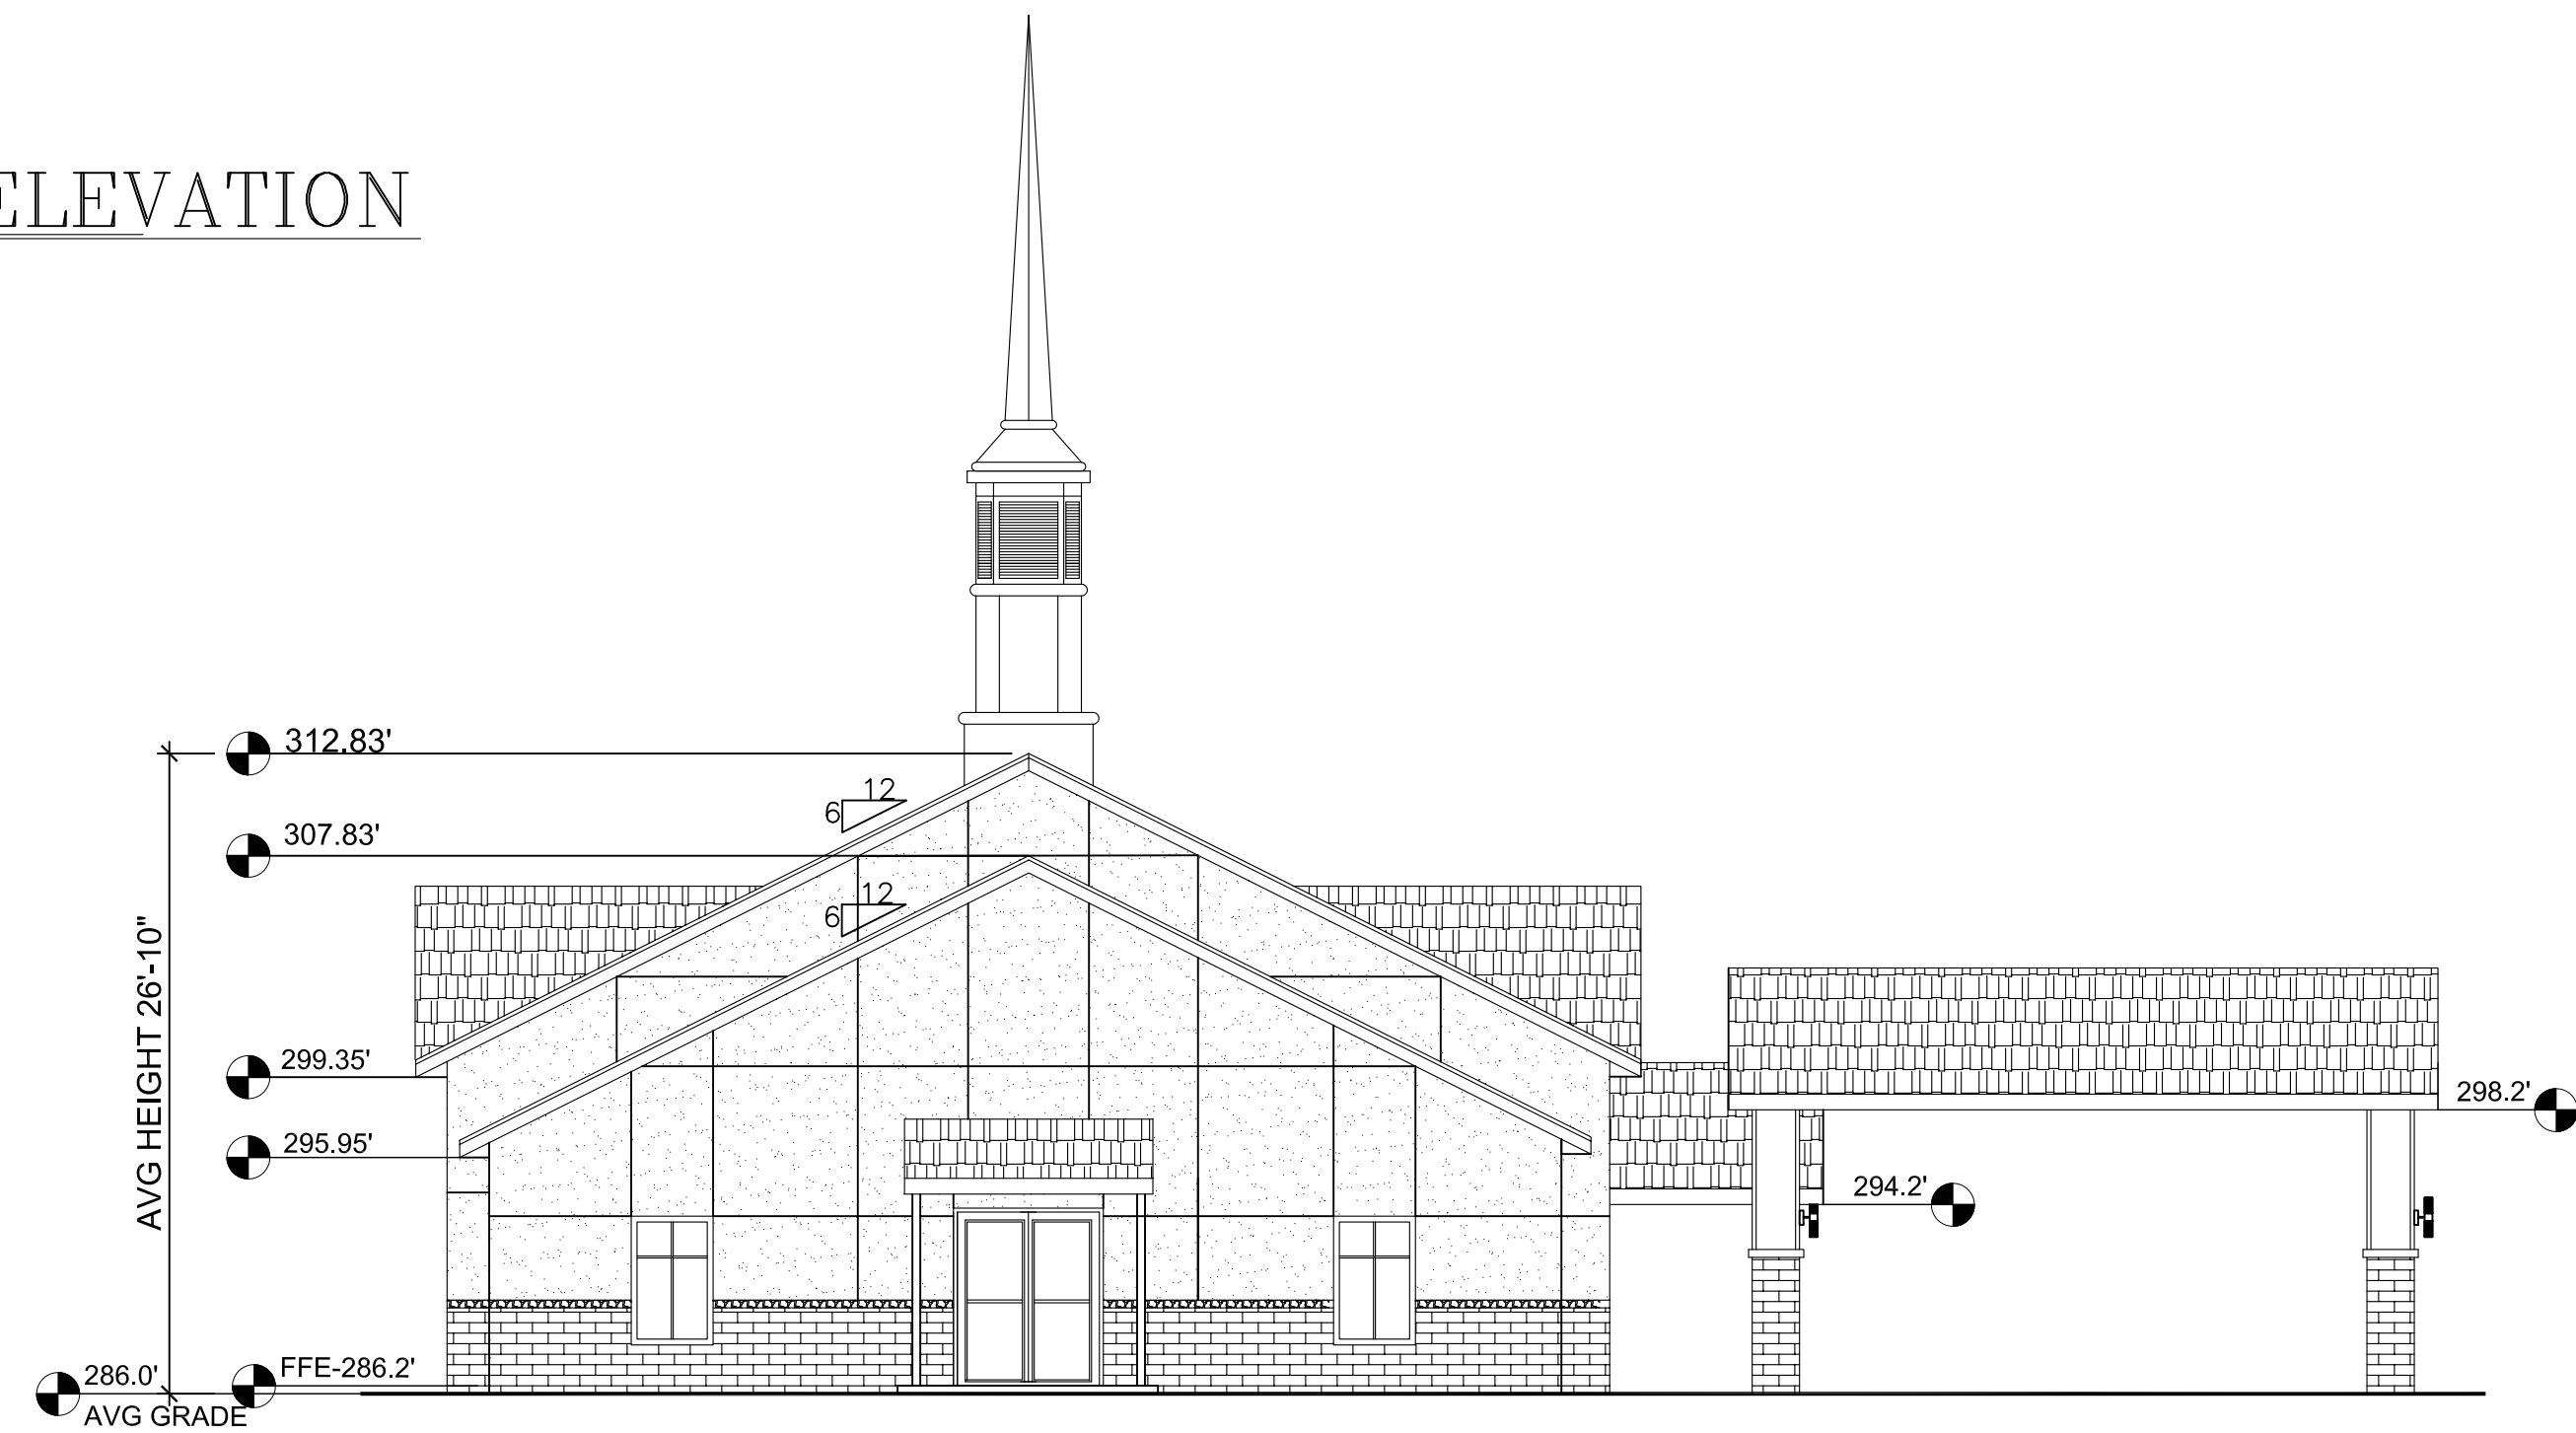 ELEVATION
312.83'
12
6
307.83'
12
6
AVG HEIGHT 26'-10"
299.35'
298.2'
295.95'
294.2'
286.0'
FFE-286.2'
AVG GRADE